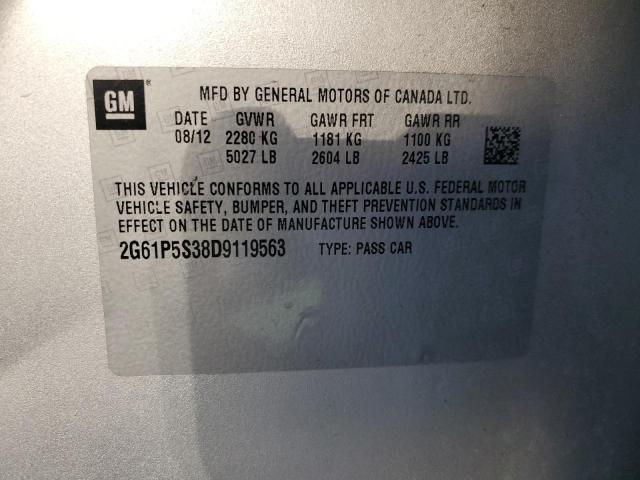 GM
MFD BY GENERAL MOTORS OF CANADA LTD.
DATE GVWR GAWR FRT GAWR RR
08/12 2280 KG 1181 KG 1100 KG
5027 LB 2604 LB 2425 LB
THIS VEHICLE CONFORMS TO ALL APPLICABLE U.S. FEDERAL MOTOR
VEHICLE SAFETY, BUMPER, AND THEFT PREVENTION STANDARDS IN
EFFECT ON THE DATE OF MANUFACTURE SHOWN ABOVE.
2G61P5S38D9119563 TYPE: PASS CAR